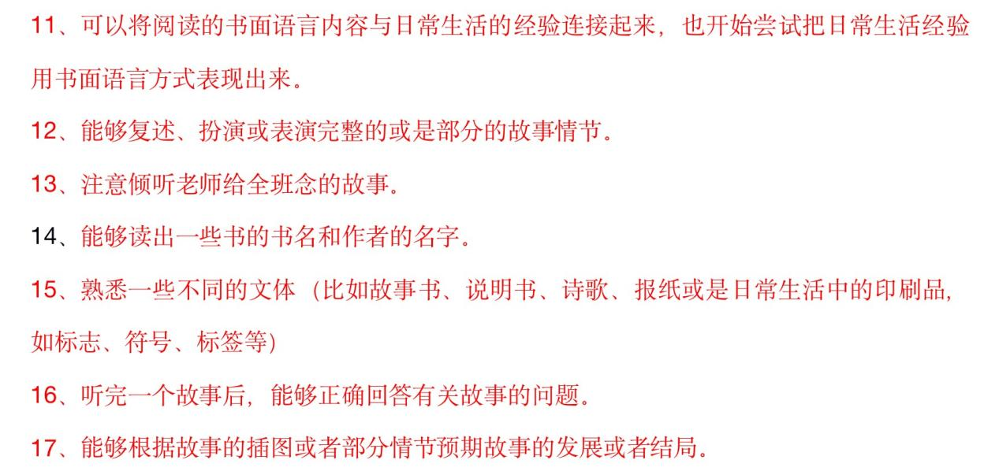 11、可以将阅读的书面语言内容与日常生活的经验连接起来，也开始尝试把日常生活经验
用书面语言方式表现出来。
12、能够复述、扮演或表演完整的或是部分的故事情节。
13、注意倾听老师给全班念的故事。
14、能够读出一些书的书名和作者的名字。
15、熟悉一些不同的文体（比如故事书、说明书、诗歌、报纸或是日常生活中的印刷品，
如标志、符号、标签等）
16、听完一个故事后，能够正确回答有关故事的问题。
17、能够根据故事的插图或者部分情节预期故事的发展或者结局。